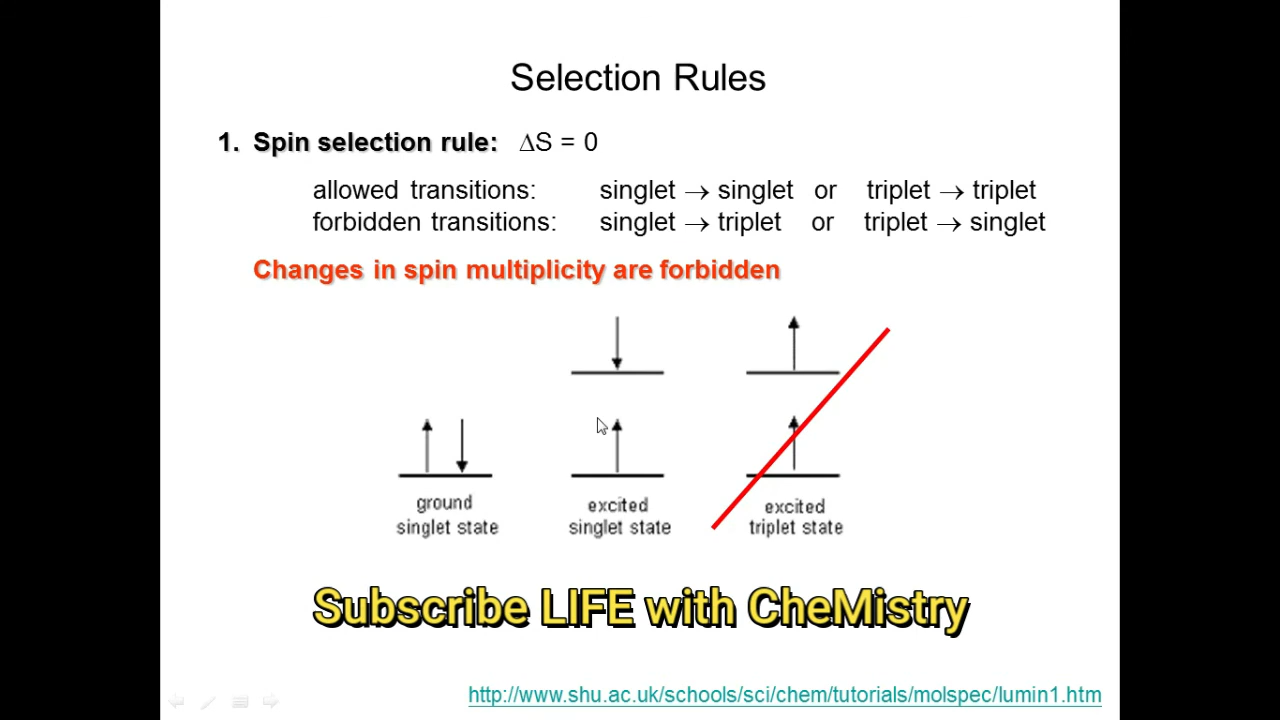 Selection Rules
1. Spin selection rule: ΔS = 0
allowed transitions: singlet → singlet or triplet → triplet
forbidden transitions: singlet → triplet or triplet → singlet
Changes in spin multiplicity are forbidden
ground
singlet state
excited
singlet state
excited
triplet state
Subscribe LIFE with CheMistry
http://www.shu.ac.uk/schools/sci/chem/tutorials/molspec/lumin1.htm